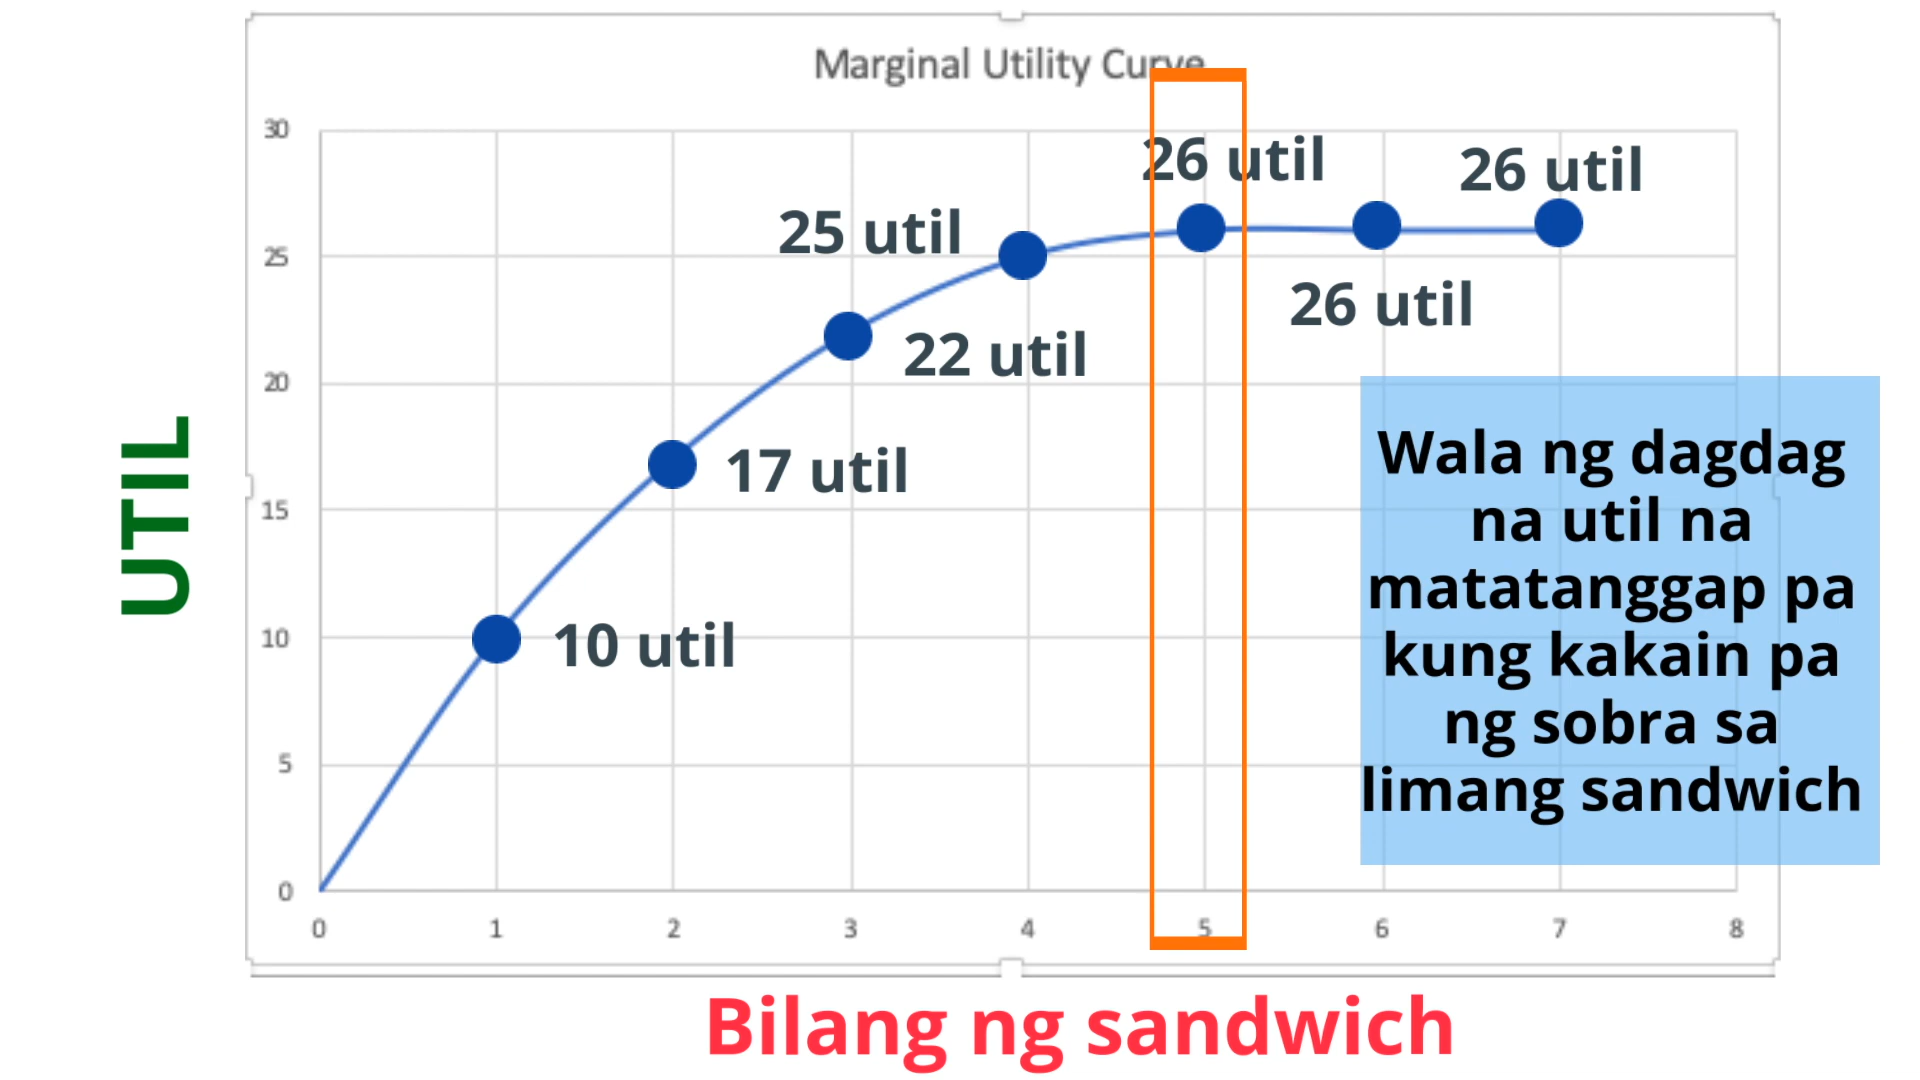 Marginal Utility Curve
30
26 util
26 util
25 util
25
26 util
22 util
20
17 util
15
UTIL
10
10 util
5
0
Wala ng dagdag
na util na
matatanggap pa
kung kakain pa
ng sobra sa
limang sandwich
0 1 2 3 4 5 6 7 8
Bilang ng sandwich